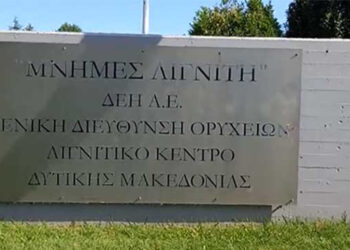 "ΜΝΗΜΕΣ ΛΙΓΝΙΤΗ"
ΔΕΗ Α.Ε.
ΕΝΙΚΗ ΔΙΕΥΘΥΝΣΗ ΟΡΥΧΕΙΩΝ
ΛΙΓΝΙΤΙΚΟ ΚΕΝΤΡΟ
ΔΥΤΙΚΗΣ ΜΑΚΕΔΟΝΙΑΣ